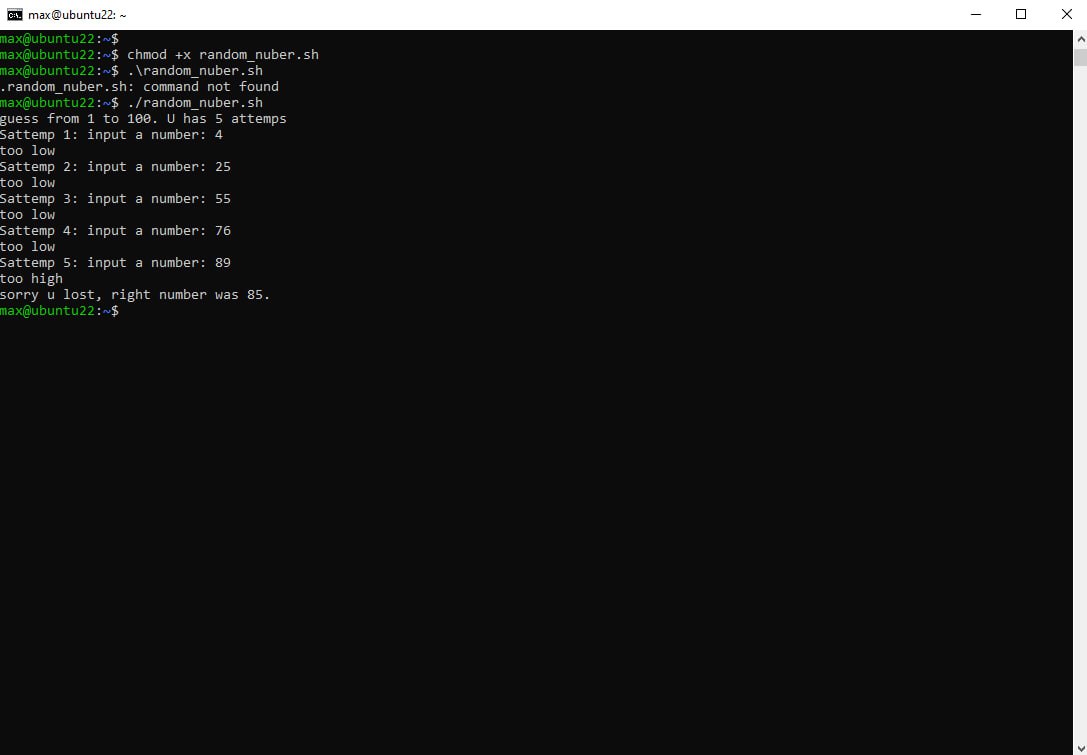 max@ubuntu22: ~
max@ubuntu22:~$
max@ubuntu22:~$ chmod +x random_nuber.sh
max@ubuntu22:~$ .\random_nuber.sh
.random_nuber.sh: command not found
max@ubuntu22:~$ ./random_nuber.sh
guess from 1 to 100. U has 5 attemps
Sattemp 1: input a number: 4
too low
Sattemp 2: input a number: 25
too low
Sattemp 3: input a number: 55
too low
Sattemp 4: input a number: 76
too low
Sattemp 5: input a number: 89
too high
sorry u lost, right number was 85.
max@ubuntu22:~$